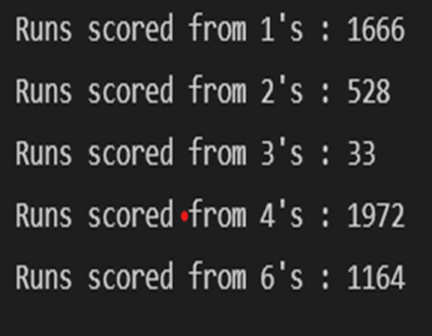 Runs scored from 1's : 1666
Runs scored from 2's : 528
Runs scored from 3's : 33
Runs scored from 4's : 1972
Runs scored from 6's : 1164